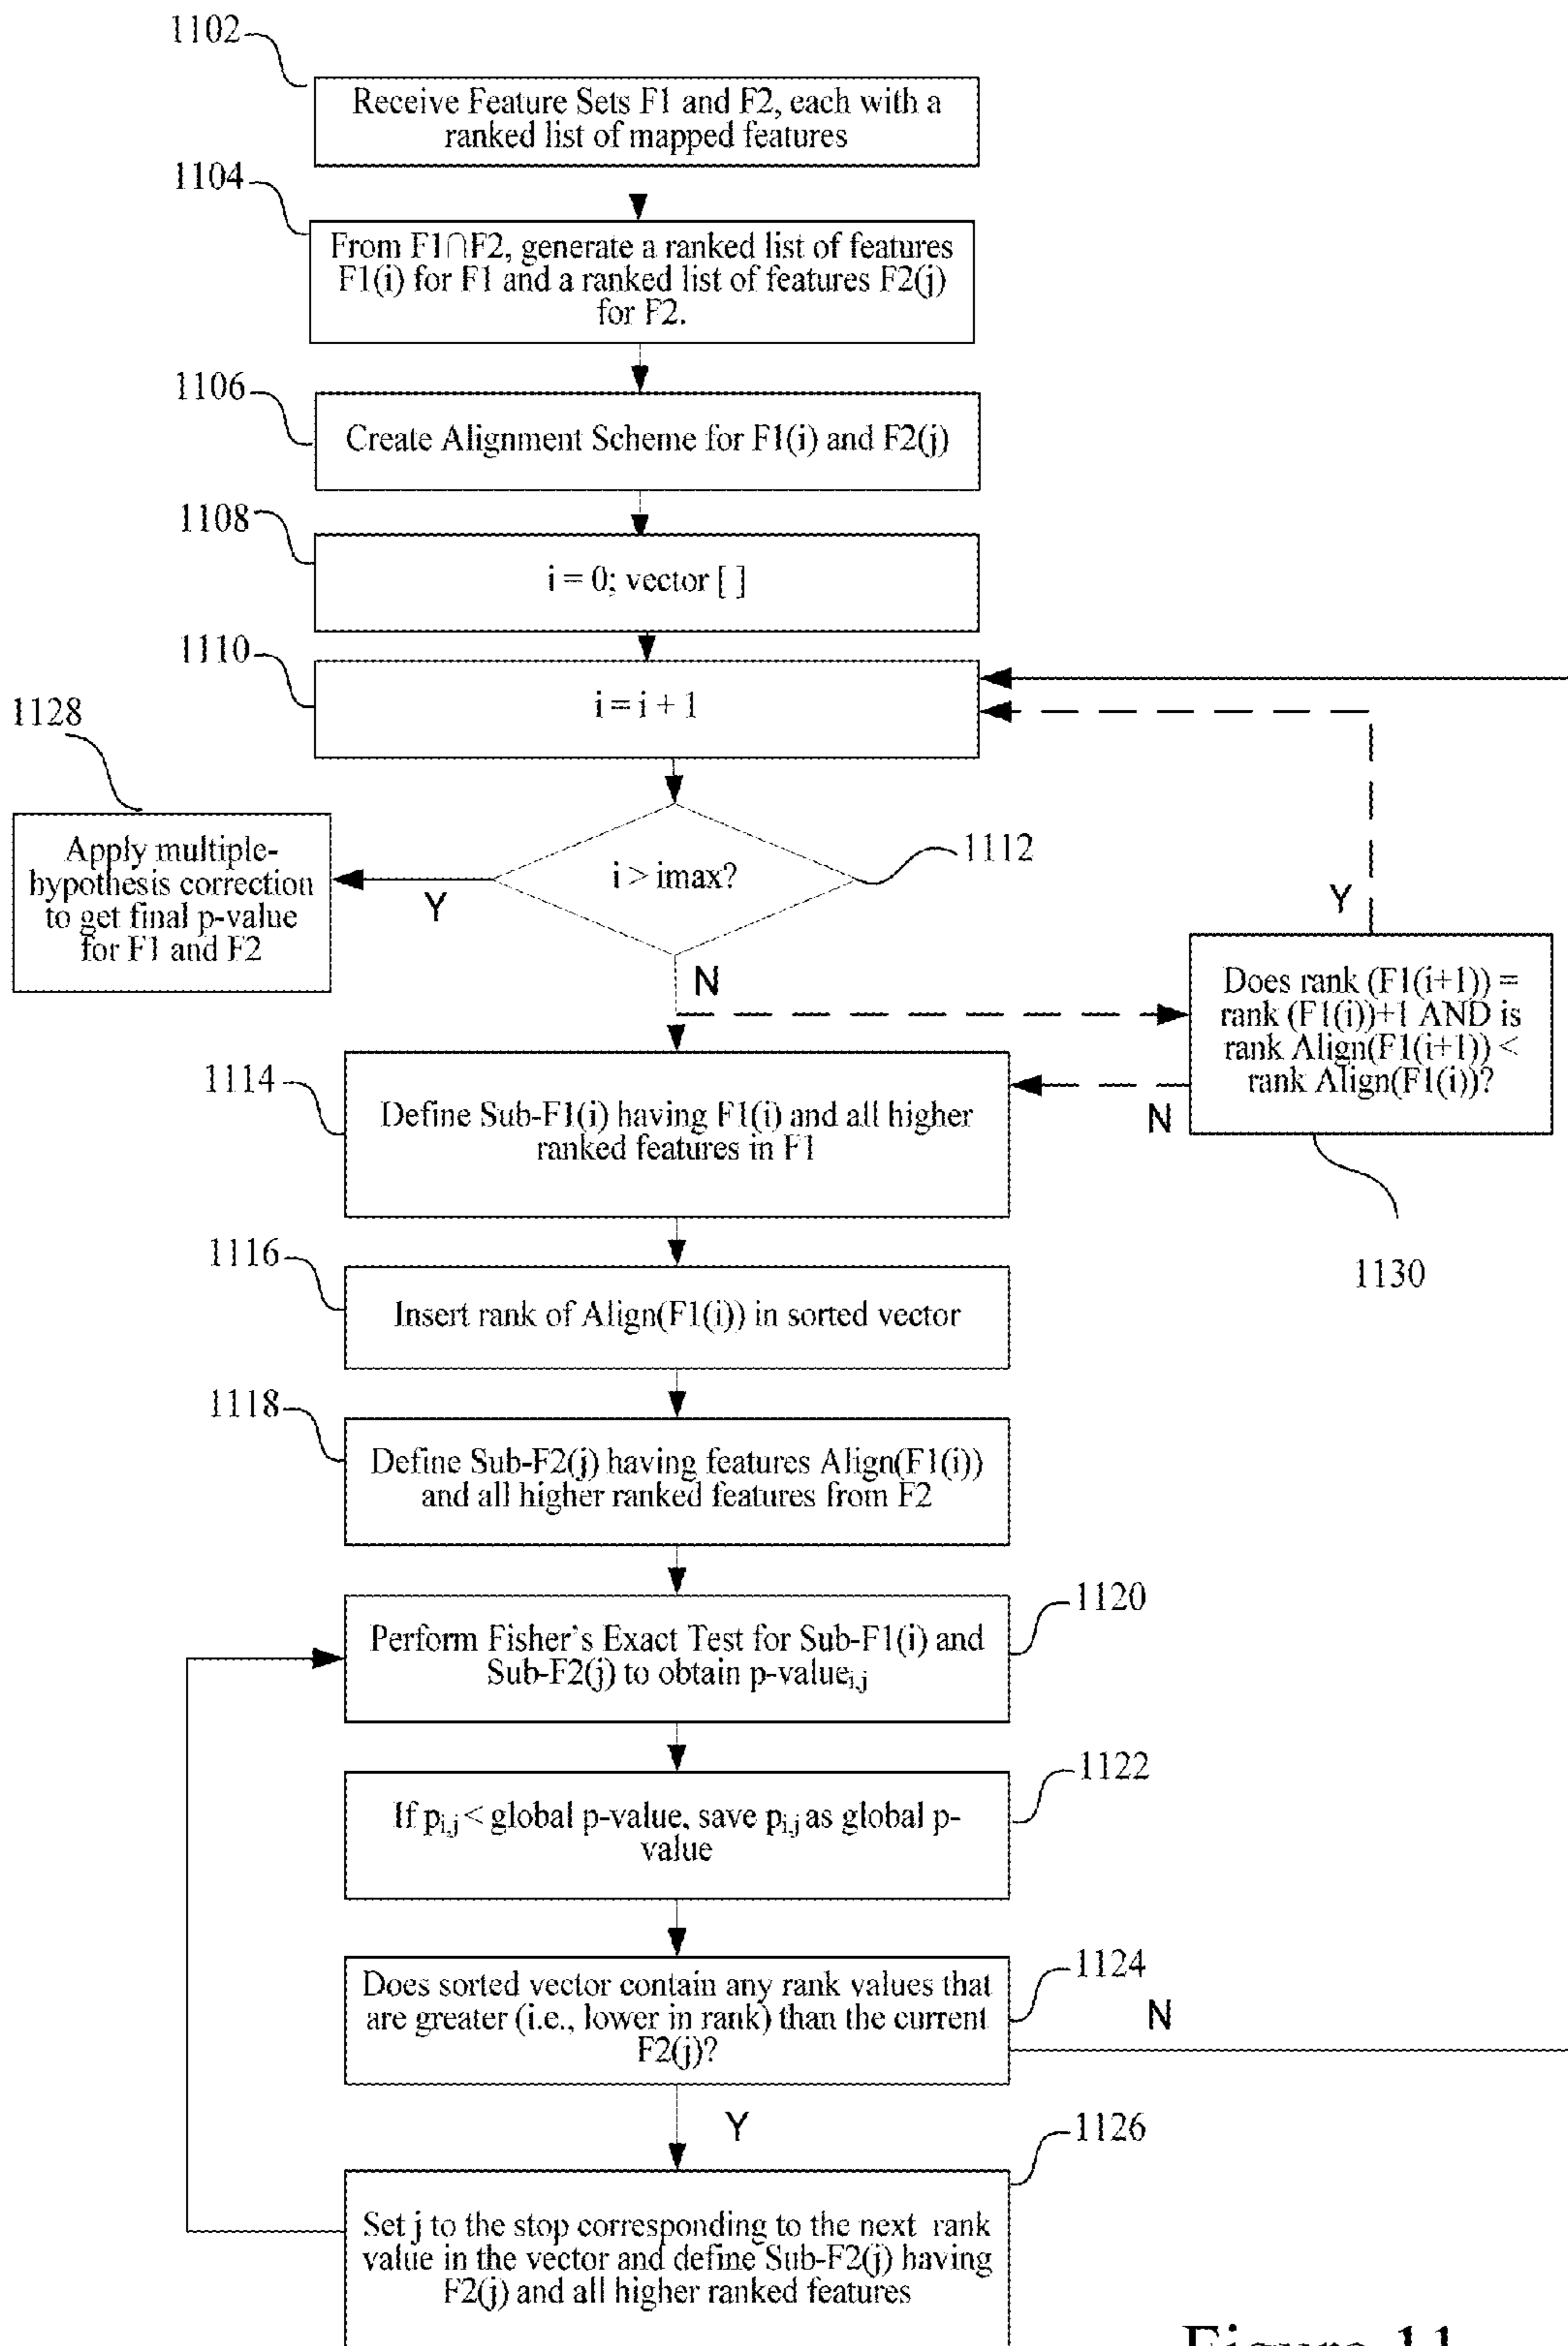 1102
Receive Feature Sets F1 and F2, each with a
ranked list of mapped features
1104
From F1∩F2, generate a ranked list of features
F1(i) for F1 and a ranked list of features F2(j)
for F2.
1106
Create Alignment Scheme for F1(i) and F2(j)
1108
i = 0; vector [ ]
1110
i = i + 1
1128
Apply multiple-
hypothesis correction
to get final p-value
for F1 and F2
Y
i > imax?
1112
N
Y
Does rank (F1(i+1)) =
rank (F1(i))+1 AND is
rank Align(F1(i+1)) <
rank Align(F1(i))?
N
1130
1114
Define Sub-F1(i) having F1(i) and all higher
ranked features in F1
1116
Insert rank of Align(F1(i)) in sorted vector
1118
Define Sub-F2(j) having features Align(F1(i))
and all higher ranked features from F2
1120
Perform Fisher's Exact Test for Sub-F1(i) and
Sub-F2(j) to obtain p-valuei,j
1122
If pi,j < global p-value, save pi,j as global p-
value
1124
Does sorted vector contain any rank values that
are greater (i.e., lower in rank) than the current
F2(j)?
N
Y
1126
Set j to the stop corresponding to the next rank
value in the vector and define Sub-F2(j) having
F2(j) and all higher ranked features
Figure 11